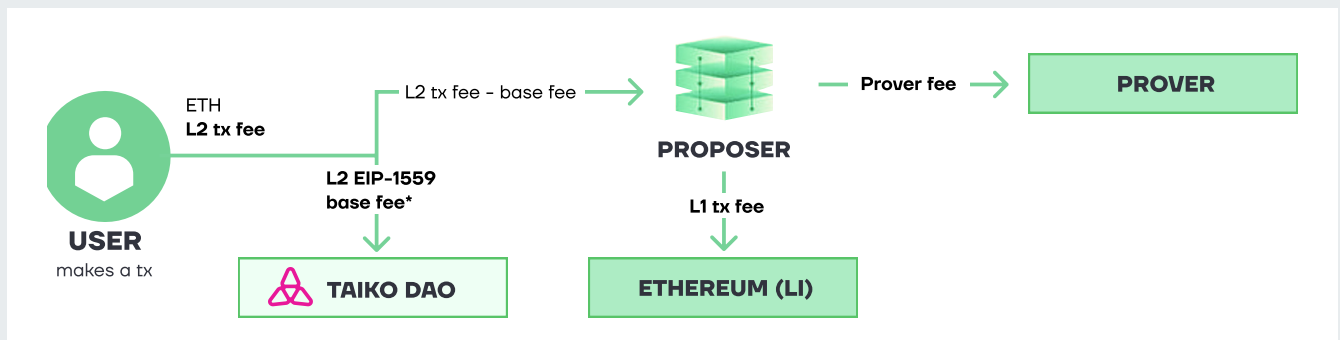 ETH
L2 tx fee
USER
makes a tx
L2 tx fee - base fee
L2 EIP-1559
base fee*
TAIKO DAO
PROPOSER
L1 tx fee
ETHEREUM (LI)
Prover fee
PROVER